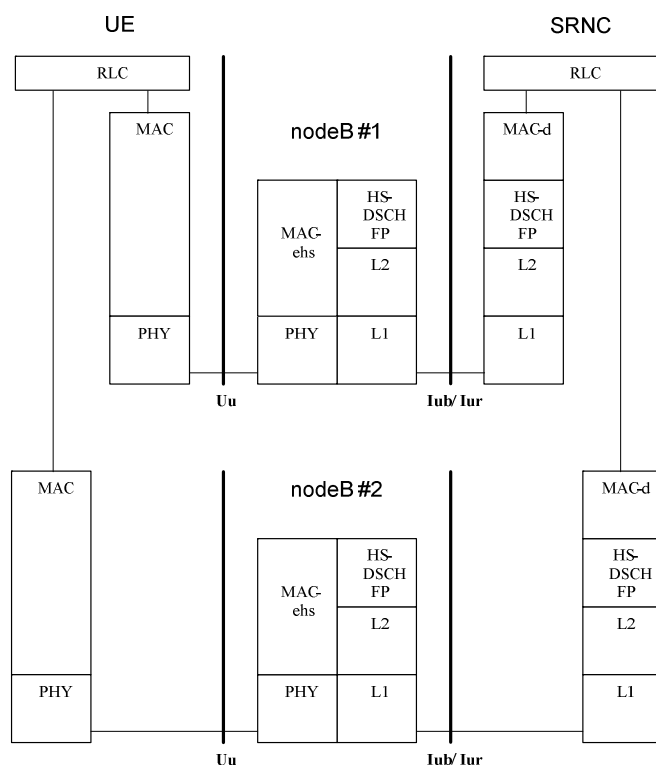 UE
SRNC
RLC
RLC
MAC
nodeB #1
MAC-d
MAC-
ehs
HS-
DSCH
FP
HS-
DSCH
FP
L2
L2
PHY
PHY
L1
L1
Uu
Iub/ Iur
MAC
nodeB #2
MAC-d
MAC-
ehs
HS-
DSCH
FP
HS-
DSCH
FP
L2
L2
PHY
PHY
L1
L1
Uu
Iub/ Iur